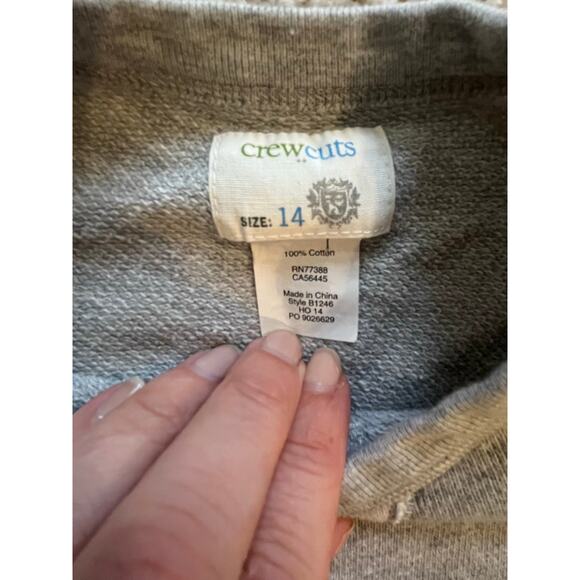 crewcuts
SIZE: 14
100% Cotton
RN77388
CA56445
Made in China
Style B1246
HO 14
PO 9026629